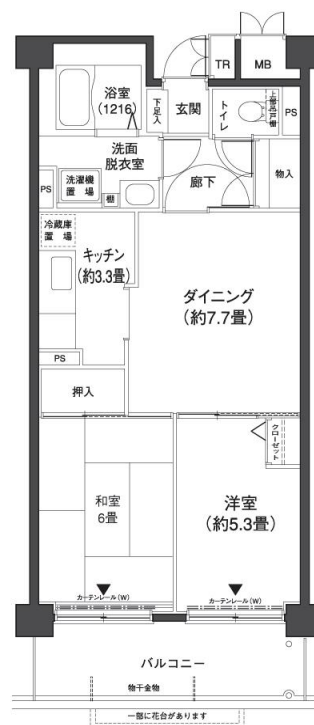 TR
MB
浴室
(1216)
下足入
玄関
トイレ
上部吊戸棚
PS
洗面
脱衣室
洗濯機
置場
棚
PS
廊下
物入
冷蔵庫
置場
キッチン
(約3.3畳)
ダイニング
(約7.7畳)
PS
押入
クローゼット
和室
6畳
洋室
(約5.3畳)
カーテンレール(W)
カーテンレール(W)
バルコニー
物干金物
一部に花台があります